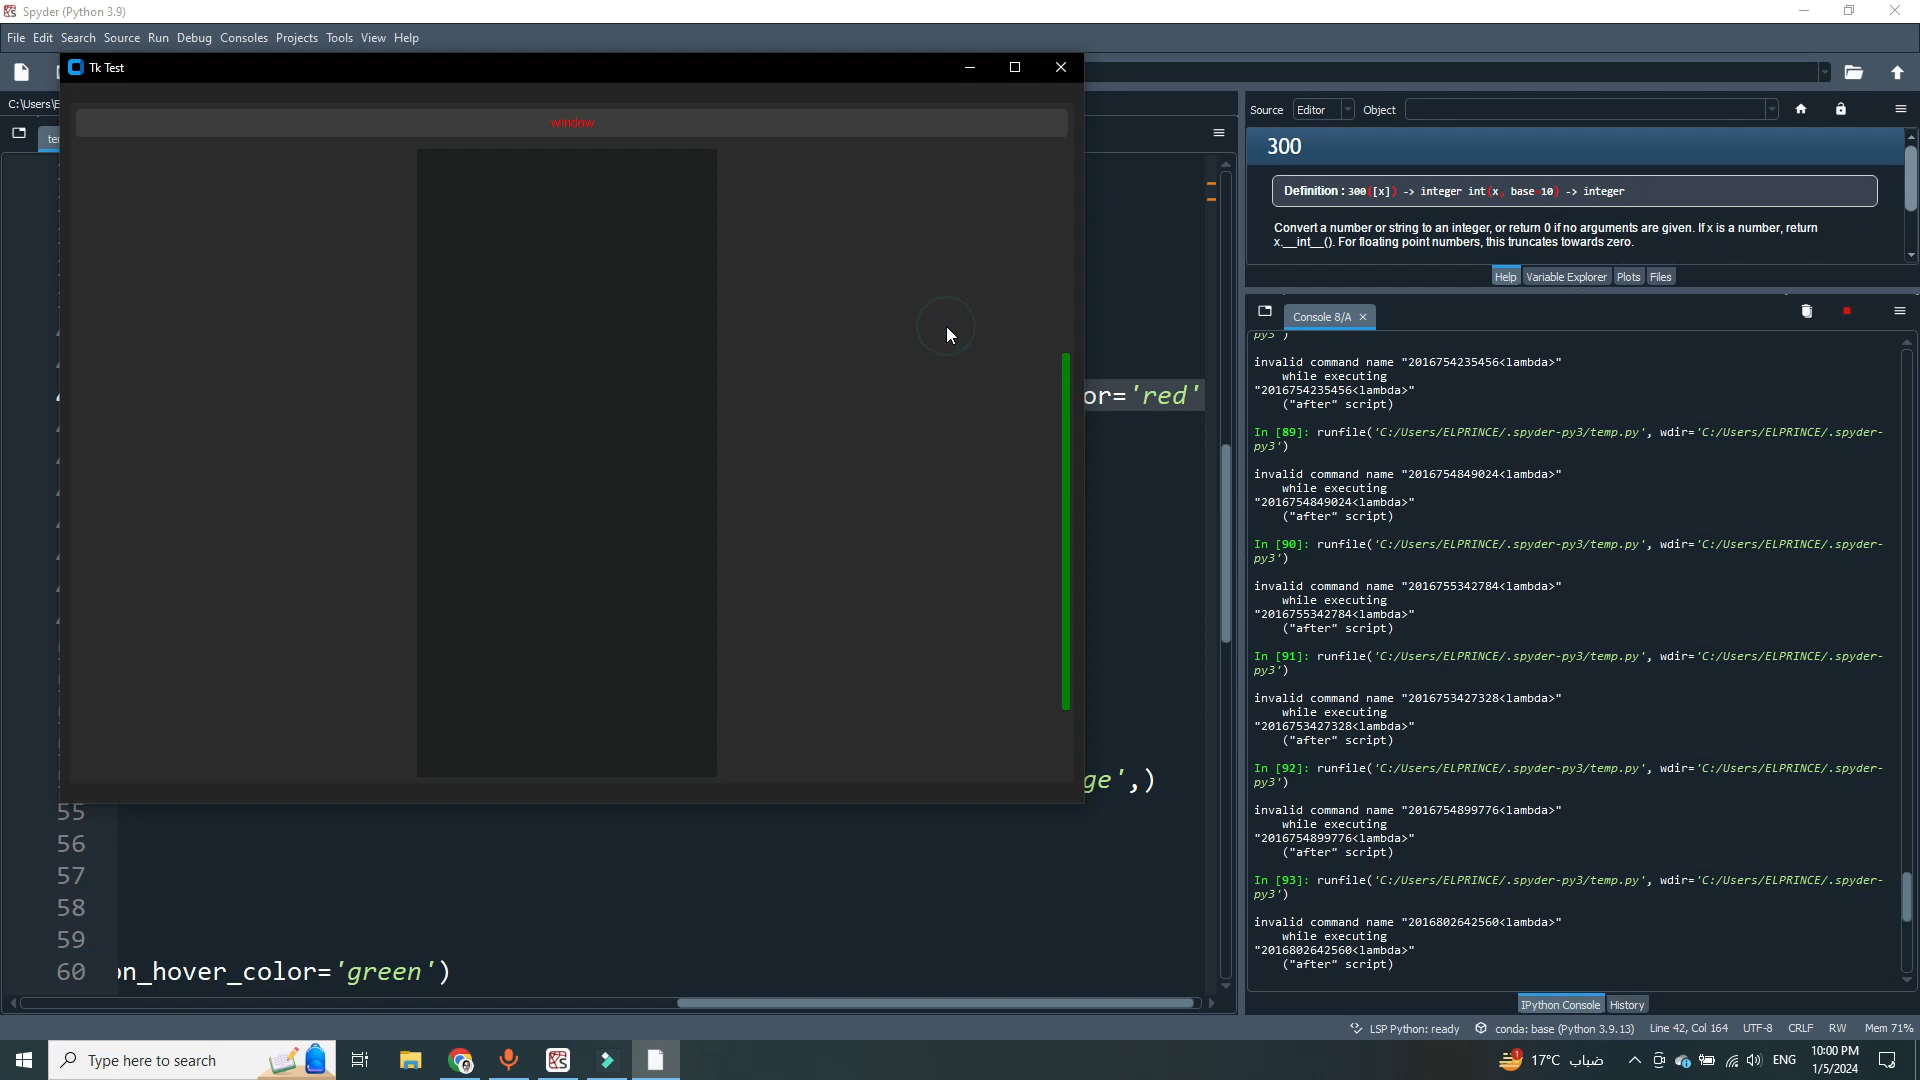 Spyder (Python 3.9)
File Edit Search Source Run Debug Consoles Projects Tools View Help
Tk Test
C:\Users\E
window
or='red'
ge',)
55
56
57
58
59
60 on_hover_color='green')
Source Editor Object
300
Definition : 300([x]) -> integer int(x, base=10) -> integer
Convert a number or string to an integer, or return 0 if no arguments are given. If x is a number, return
x.__int__(). For floating point numbers, this truncates towards zero.
Help Variable Explorer Plots Files
Console 8/A
py3')
invalid command name "2016754235456<lambda>"
while executing
"2016754235456<lambda>"
("after" script)
In [89]: runfile('C:/Users/ELPRINCE/.spyder-py3/temp.py', wdir='C:/Users/ELPRINCE/.spyder-
py3')
invalid command name "2016754849024<lambda>"
while executing
"2016754849024<lambda>"
("after" script)
In [90]: runfile('C:/Users/ELPRINCE/.spyder-py3/temp.py', wdir='C:/Users/ELPRINCE/.spyder-
py3')
invalid command name "2016755342784<lambda>"
while executing
"2016755342784<lambda>"
("after" script)
In [91]: runfile('C:/Users/ELPRINCE/.spyder-py3/temp.py', wdir='C:/Users/ELPRINCE/.spyder-
py3')
invalid command name "2016753427328<lambda>"
while executing
"2016753427328<lambda>"
("after" script)
In [92]: runfile('C:/Users/ELPRINCE/.spyder-py3/temp.py', wdir='C:/Users/ELPRINCE/.spyder-
py3')
invalid command name "2016754899776<lambda>"
while executing
"2016754899776<lambda>"
("after" script)
In [93]: runfile('C:/Users/ELPRINCE/.spyder-py3/temp.py', wdir='C:/Users/ELPRINCE/.spyder-
py3')
invalid command name "2016802642560<lambda>"
while executing
"2016802642560<lambda>"
("after" script)
IPython Console History
LSP Python: ready conda: base (Python 3.9.13) Line 42, Col 164 UTF-8 CRLF RW Mem 71%
Type here to search
17°C ضباب ENG
10:00 PM
1/5/2024